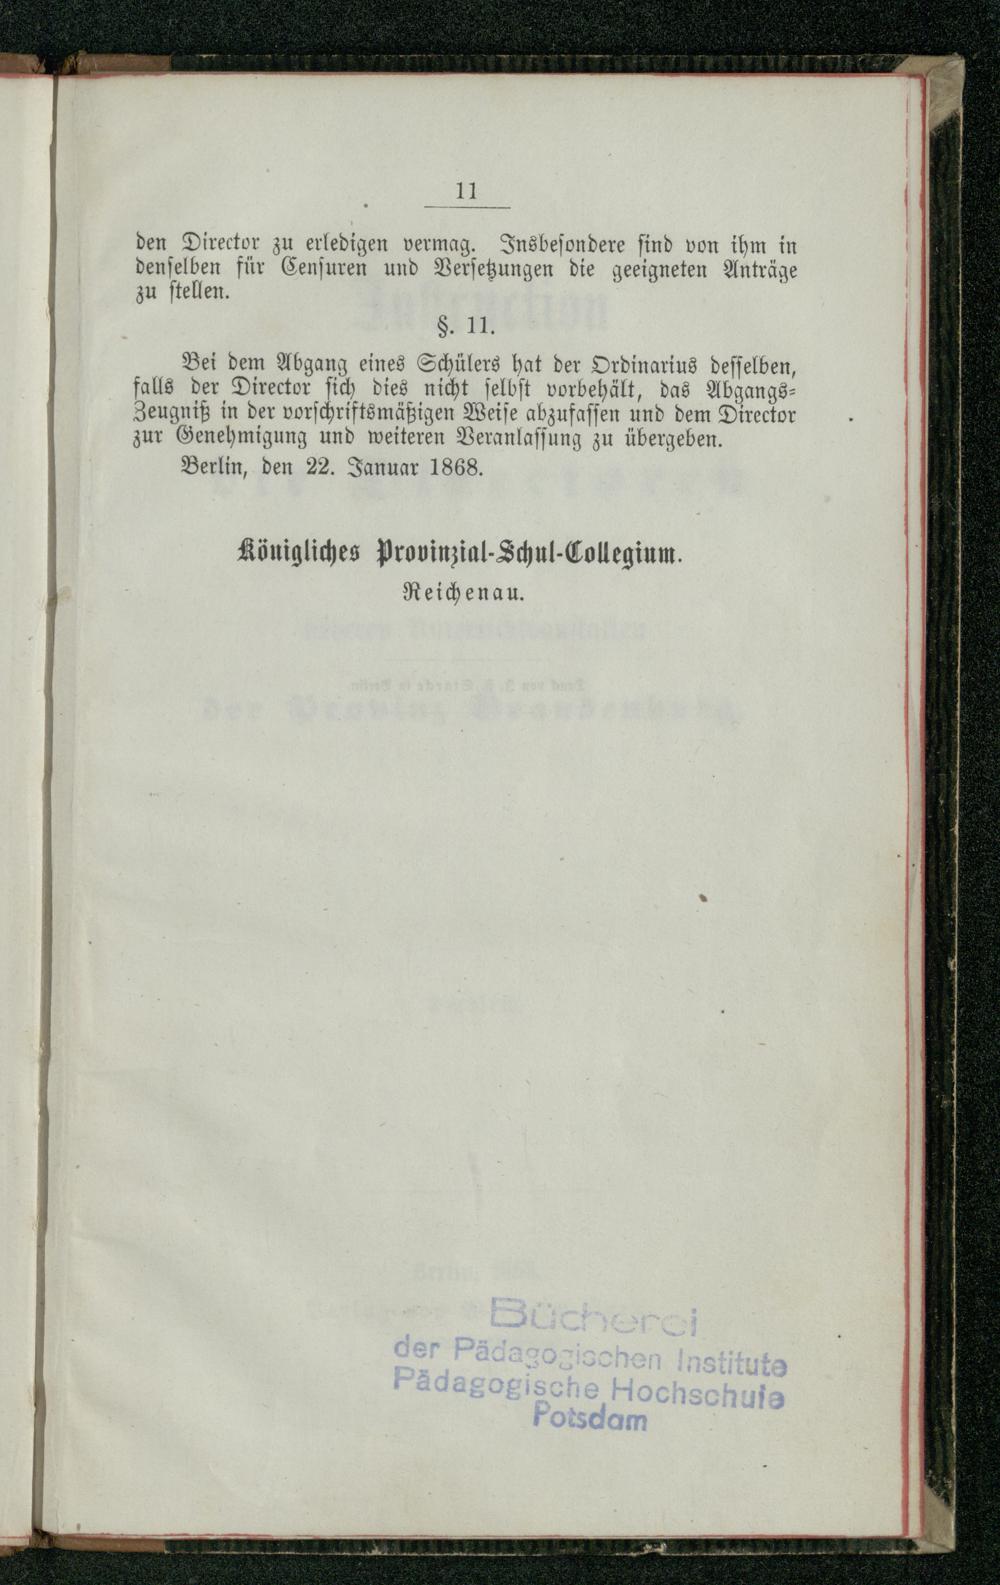 11
den Director zu erledigen vermag. Insbesondere sind von ihm in
denselben für Censuren und Versetzungen die geeigneten Anträge
zu stellen.
§. 11.
Bei dem Abgang eines Schülers hat der Ordinarius desselben,
falls der Director sich dies nicht selbst vorbehält, das Abgangs-
Zeugniß in der vorschriftsmäßigen Weise abzufassen und dem Director
zur Genehmigung und weiteren Veranlassung zu übergeben.
Berlin, den 22. Januar 1868.
Königliches Provinzial-Schul-Collegium.
Reichenau.
Bücherei
der Pädagogischen Institute
Pädagogische Hochschule
Potsdam